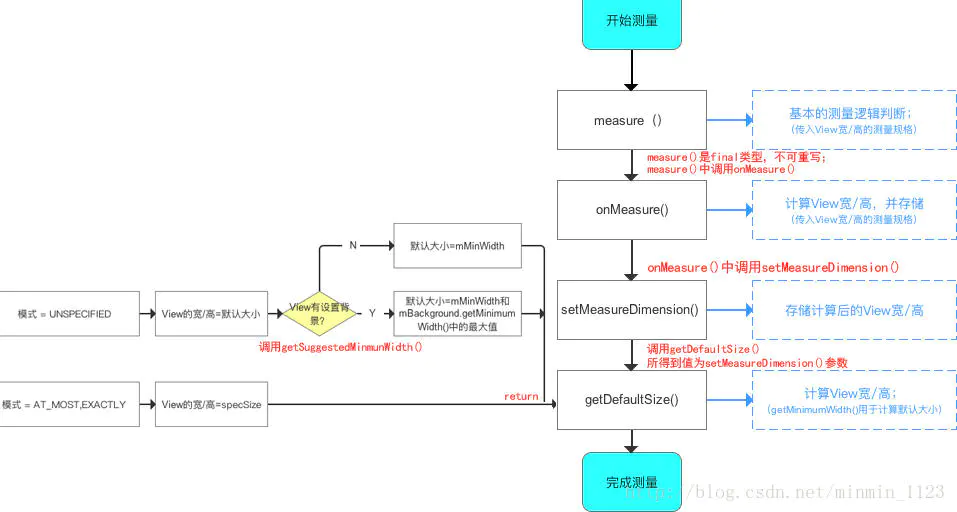 开始测量
measure（）
基本的测量逻辑判断；
（传入View宽/高的测量规格）
measure()是final类型，不可重写；
measure()中调用onMeasure()
onMeasure()
计算View宽/高，并存储
（传入View宽/高的测量规格）
onMeasure()中调用setMeasureDimension()
setMeasureDimension()
存储计算后的View宽/高
调用getDefaultSize()
所得到值为setMeasureDimension()参数
getDefaultSize()
计算View宽/高；
（getMinimumWidth()用于计算默认大小）
完成测量
模式 = UNSPECIFIED
View的宽/高=默认大小
View有设置背
景？
N
默认大小=mMinWidth
Y
默认大小=mMinWidth和
mBackground.getMinimum
Width()中的最大值
调用getSuggestedMinmunWidth()
模式 = AT_MOST,EXACTLY
View的宽/高=specSize
return
https://blog.csdn.net/minmin_1123